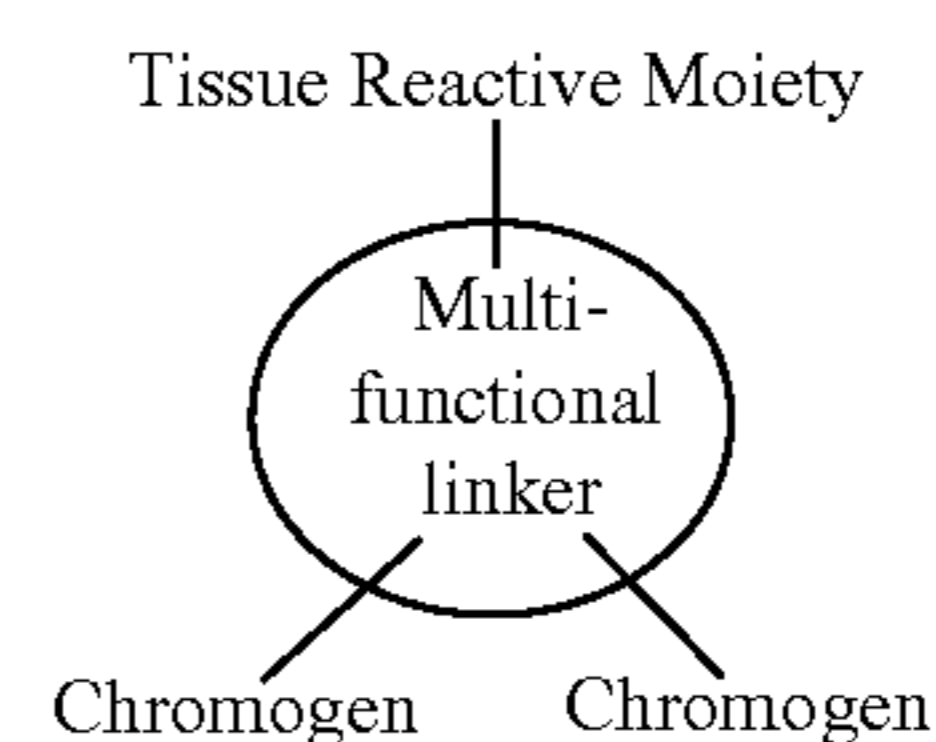 Tissue Reactive Moiety
Multi-
functional
linker
Chromogen
Chromogen